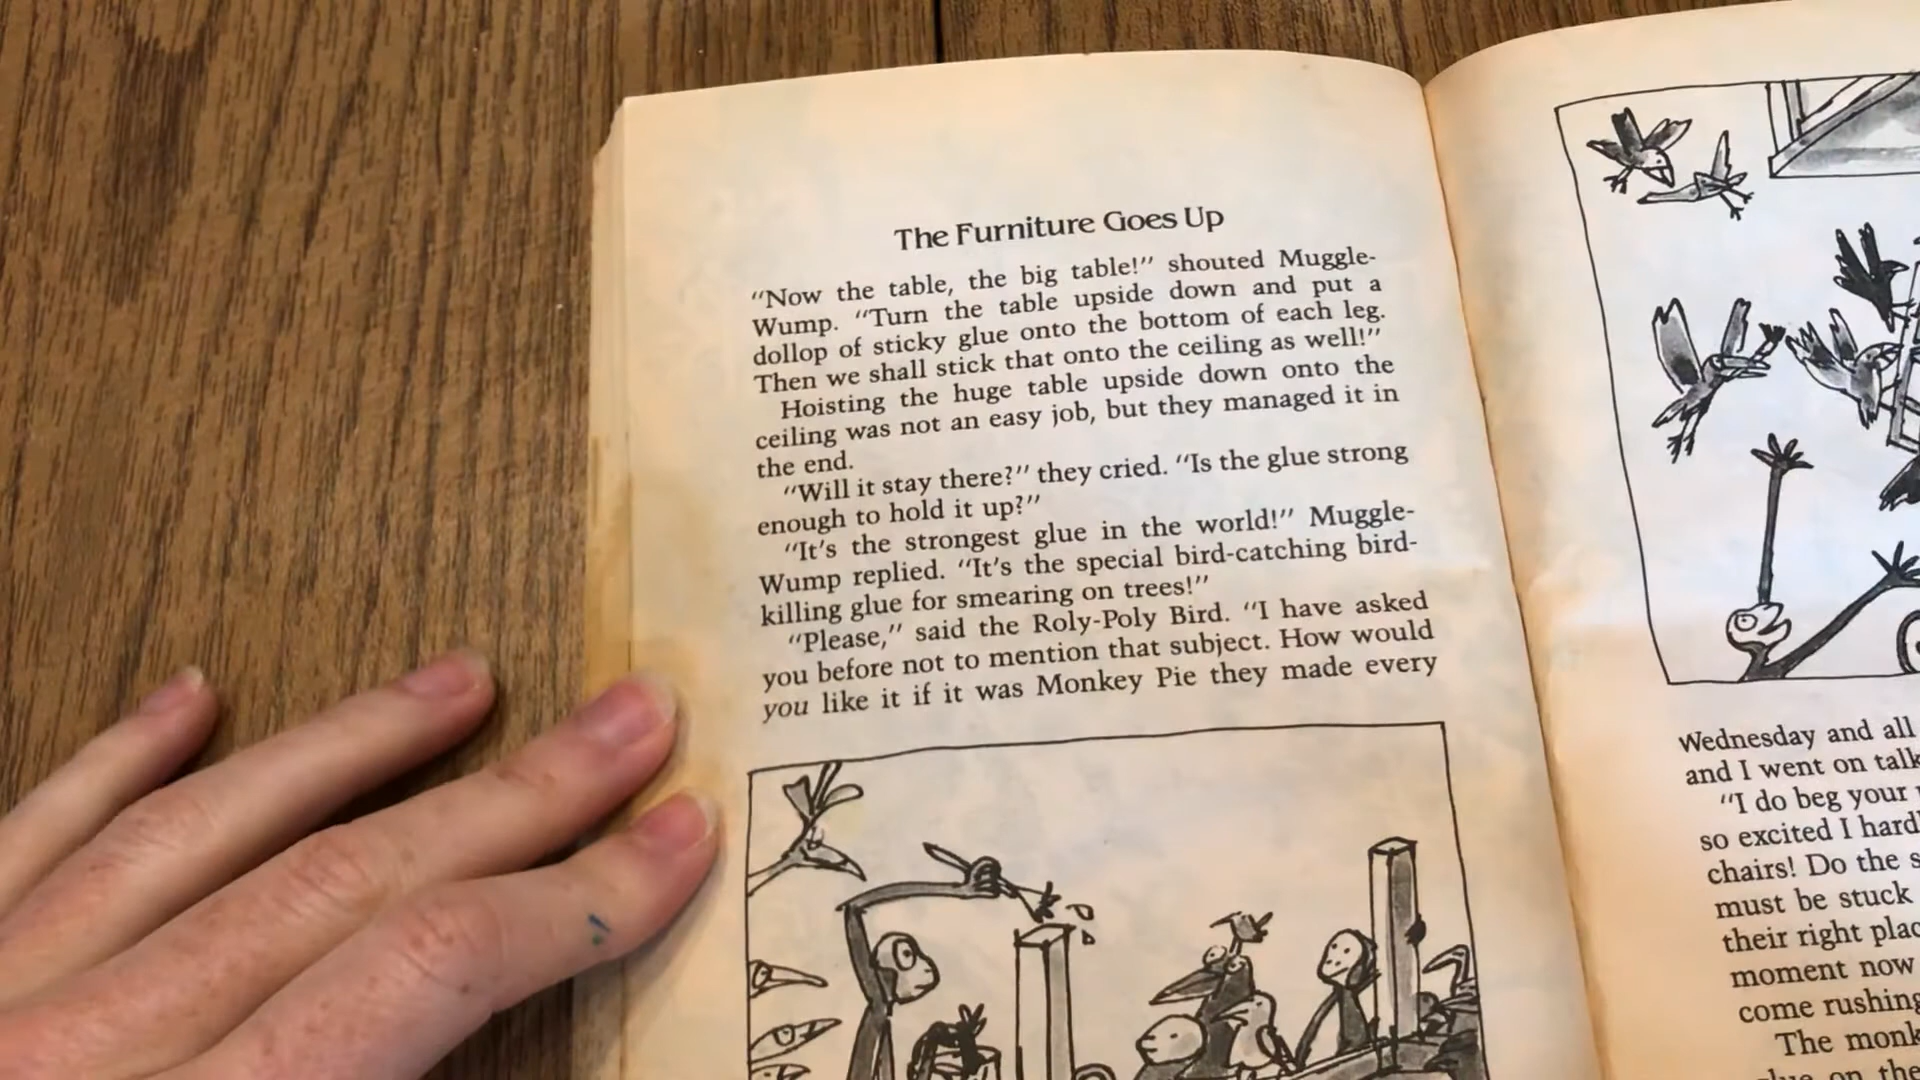 The Furniture Goes Up
“Now the table, the big table!” shouted Muggle-
Wump. “Turn the table upside down and put a
dollop of sticky glue onto the bottom of each leg.
Then we shall stick that onto the ceiling as well!”
Hoisting the huge table upside down onto the
ceiling was not an easy job, but they managed it in
the end.
“Will it stay there?” they cried. “Is the glue strong
enough to hold it up?”
“It’s the strongest glue in the world!” Muggle-
Wump replied. “It’s the special bird-catching bird-
killing glue for smearing on trees!”
“Please,” said the Roly-Poly Bird. “I have asked
you before not to mention that subject. How would
you like it if it was Monkey Pie they made every
Wednesday and all
and I went on
“I do beg your
so excited I
chairs! Do the
must be stuck
their right
moment now
come rushing
The
on the